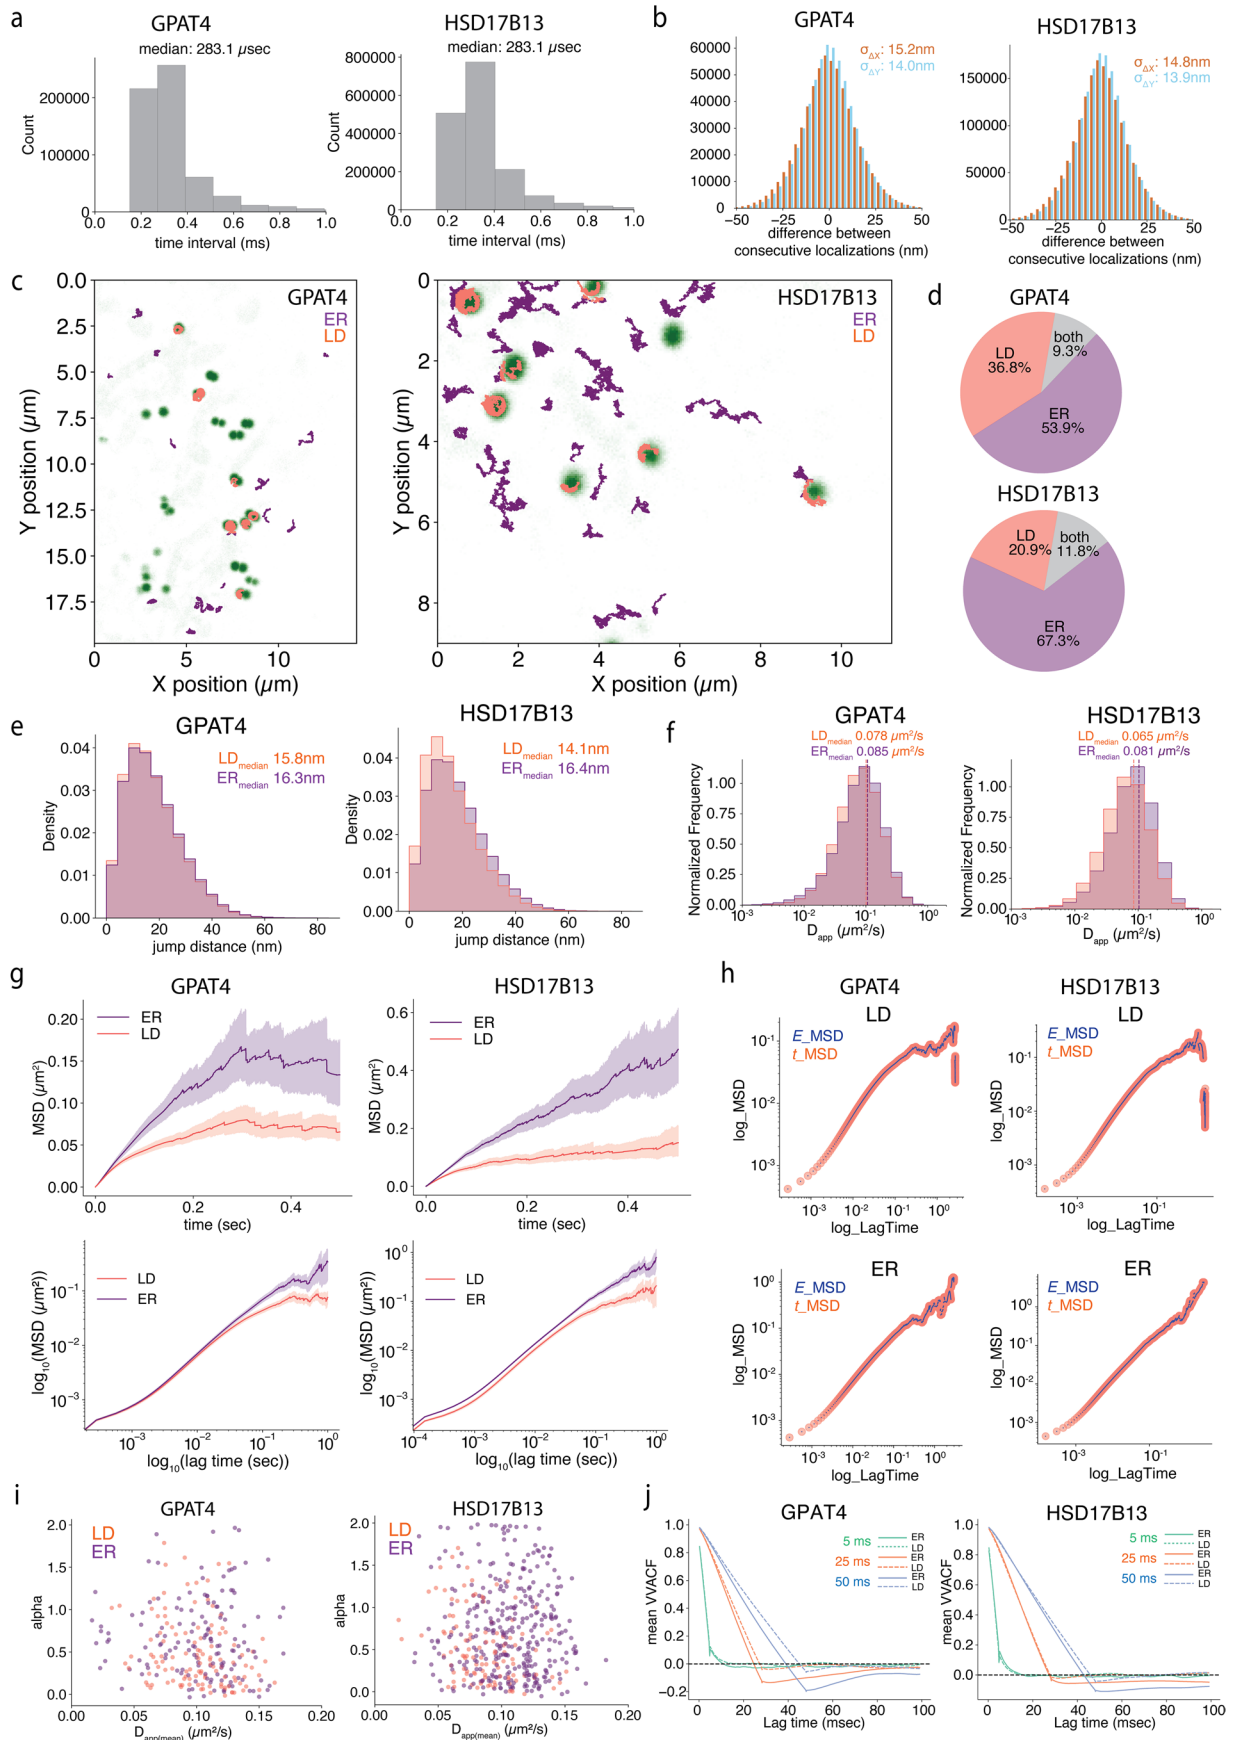 a
GPAT4
median: 283.1 µsec
Count
200000
100000
0
0.0 0.2 0.4 0.6 0.8 1.0
time interval (ms)
HSD17B13
median: 283.1 µsec
Count
800000
600000
400000
200000
0
0.0 0.2 0.4 0.6 0.8 1.0
time interval (ms)
b
GPAT4
σΔX: 15.2nm
σΔY: 14.0nm
60000
50000
40000
30000
20000
10000
0
−50 −25 0 25 50
difference between
consecutive localizations (nm)
HSD17B13
σΔX: 14.8nm
σΔY: 13.9nm
150000
100000
50000
0
−50 −25 0 25 50
difference between
consecutive localizations (nm)
c
GPAT4
ER
LD
Y position (µm)
0.0
2.5
5.0
7.5
10.0
12.5
15.0
17.5
0 5 10
X position (µm)
HSD17B13
ER
LD
Y position (µm)
0
2
4
6
8
0 2 4 6 8 10
X position (µm)
d
GPAT4
LD
36.8%
both
9.3%
ER
53.9%
HSD17B13
LD
20.9%
both
11.8%
ER
67.3%
e
GPAT4
LDmedian 15.8nm
ERmedian 16.3nm
Density
0.04
0.03
0.02
0.01
0.00
0 20 40 60 80
jump distance (nm)
HSD17B13
LDmedian 14.1nm
ERmedian 16.4nm
Density
0.04
0.03
0.02
0.01
0.00
0 20 40 60 80
jump distance (nm)
f
GPAT4
LDmedian 0.078 µm²/s
ERmedian 0.085 µm²/s
Normalized Frequency
1.00
0.75
0.50
0.25
0.00
10⁻³ 10⁻² 10⁻¹ 10⁰
Dapp (µm²/s)
HSD17B13
LDmedian 0.065 µm²/s
ERmedian 0.081 µm²/s
Normalized Frequency
1.00
0.75
0.50
0.25
0.00
10⁻³ 10⁻² 10⁻¹ 10⁰
Dapp (µm²/s)
g
GPAT4
ER
LD
MSD (µm²)
0.20
0.15
0.10
0.05
0.00
0.0 0.2 0.4
time (sec)
HSD17B13
ER
LD
MSD (µm²)
0.6
0.4
0.2
0.0
0.0 0.2 0.4
time (sec)
LD
ER
log₁₀(MSD (µm²))
10⁻¹
10⁻²
10⁻³
10⁻³ 10⁻² 10⁻¹ 10⁰
log₁₀(lag time (sec))
LD
ER
log₁₀(MSD (µm²))
10⁰
10⁻¹
10⁻²
10⁻³
10⁻⁴ 10⁻³ 10⁻² 10⁻¹ 10⁰
log₁₀(lag time (sec))
h
GPAT4
LD
E_MSD
t_MSD
log_MSD
10⁻¹
10⁻²
10⁻³
10⁻³ 10⁻² 10⁻¹ 10⁰
log_LagTime
HSD17B13
LD
E_MSD
t_MSD
log_MSD
10⁻¹
10⁻²
10⁻³
10⁻³ 10⁻¹
log_LagTime
ER
E_MSD
t_MSD
log_MSD
10⁰
10⁻¹
10⁻²
10⁻³
10⁻³ 10⁻² 10⁻¹ 10⁰
log_LagTime
ER
E_MSD
t_MSD
log_MSD
10⁰
10⁻¹
10⁻²
10⁻³
10⁻³ 10⁻¹
log_LagTime
i
GPAT4
LD
ER
alpha
2.0
1.5
1.0
0.5
0.0
0.00 0.05 0.10 0.15 0.20
Dapp(mean) (µm²/s)
HSD17B13
LD
ER
alpha
2.0
1.5
1.0
0.5
0.0
0.00 0.05 0.10 0.15 0.20
Dapp(mean) (µm²/s)
j
GPAT4
5 ms ER
LD
25 ms ER
LD
50 ms ER
LD
mean VVACF
1.0
0.8
0.6
0.4
0.2
0.0
−0.2
0 20 40 60 80 100
Lag time (msec)
HSD17B13
5 ms ER
LD
25 ms ER
LD
50 ms ER
LD
mean VVACF
1.0
0.8
0.6
0.4
0.2
0.0
0 20 40 60 80 100
Lag time (msec)